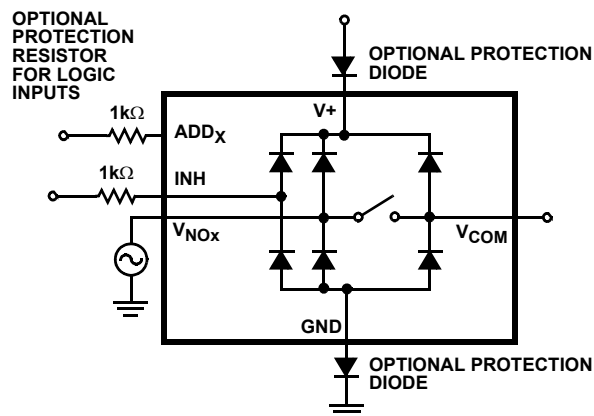 OPTIONAL
PROTECTION
RESISTOR
FOR LOGIC
INPUTS
OPTIONAL PROTECTION
DIODE
V+
1kΩ
ADDX
1kΩ
INH
VNOx
VCOM
GND
OPTIONAL PROTECTION
DIODE